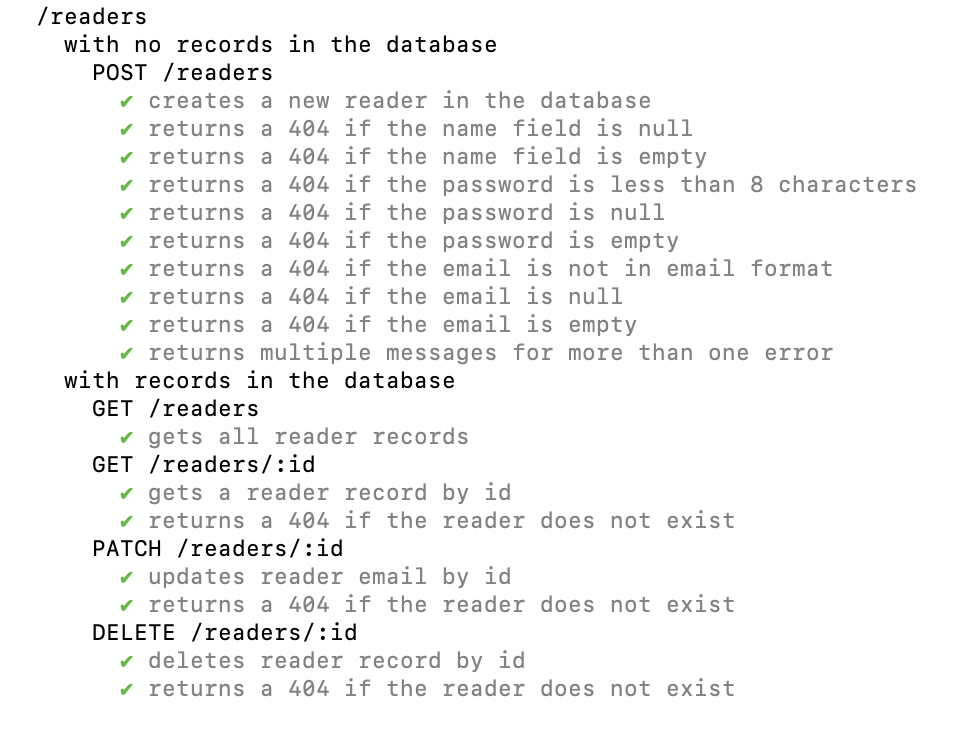 /readers
with no records in the database
POST /readers
✔ creates a new reader in the database
✔ returns a 404 if the name field is null
✔ returns a 404 if the name field is empty
✔ returns a 404 if the password is less than 8 characters
✔ returns a 404 if the password is null
✔ returns a 404 if the password is empty
✔ returns a 404 if the email is not in email format
✔ returns a 404 if the email is null
✔ returns a 404 if the email is empty
✔ returns multiple messages for more than one error
with records in the database
GET /readers
✔ gets all reader records
GET /readers/:id
✔ gets a reader record by id
✔ returns a 404 if the reader does not exist
PATCH /readers/:id
✔ updates reader email by id
✔ returns a 404 if the reader does not exist
DELETE /readers/:id
✔ deletes reader record by id
✔ returns a 404 if the reader does not exist